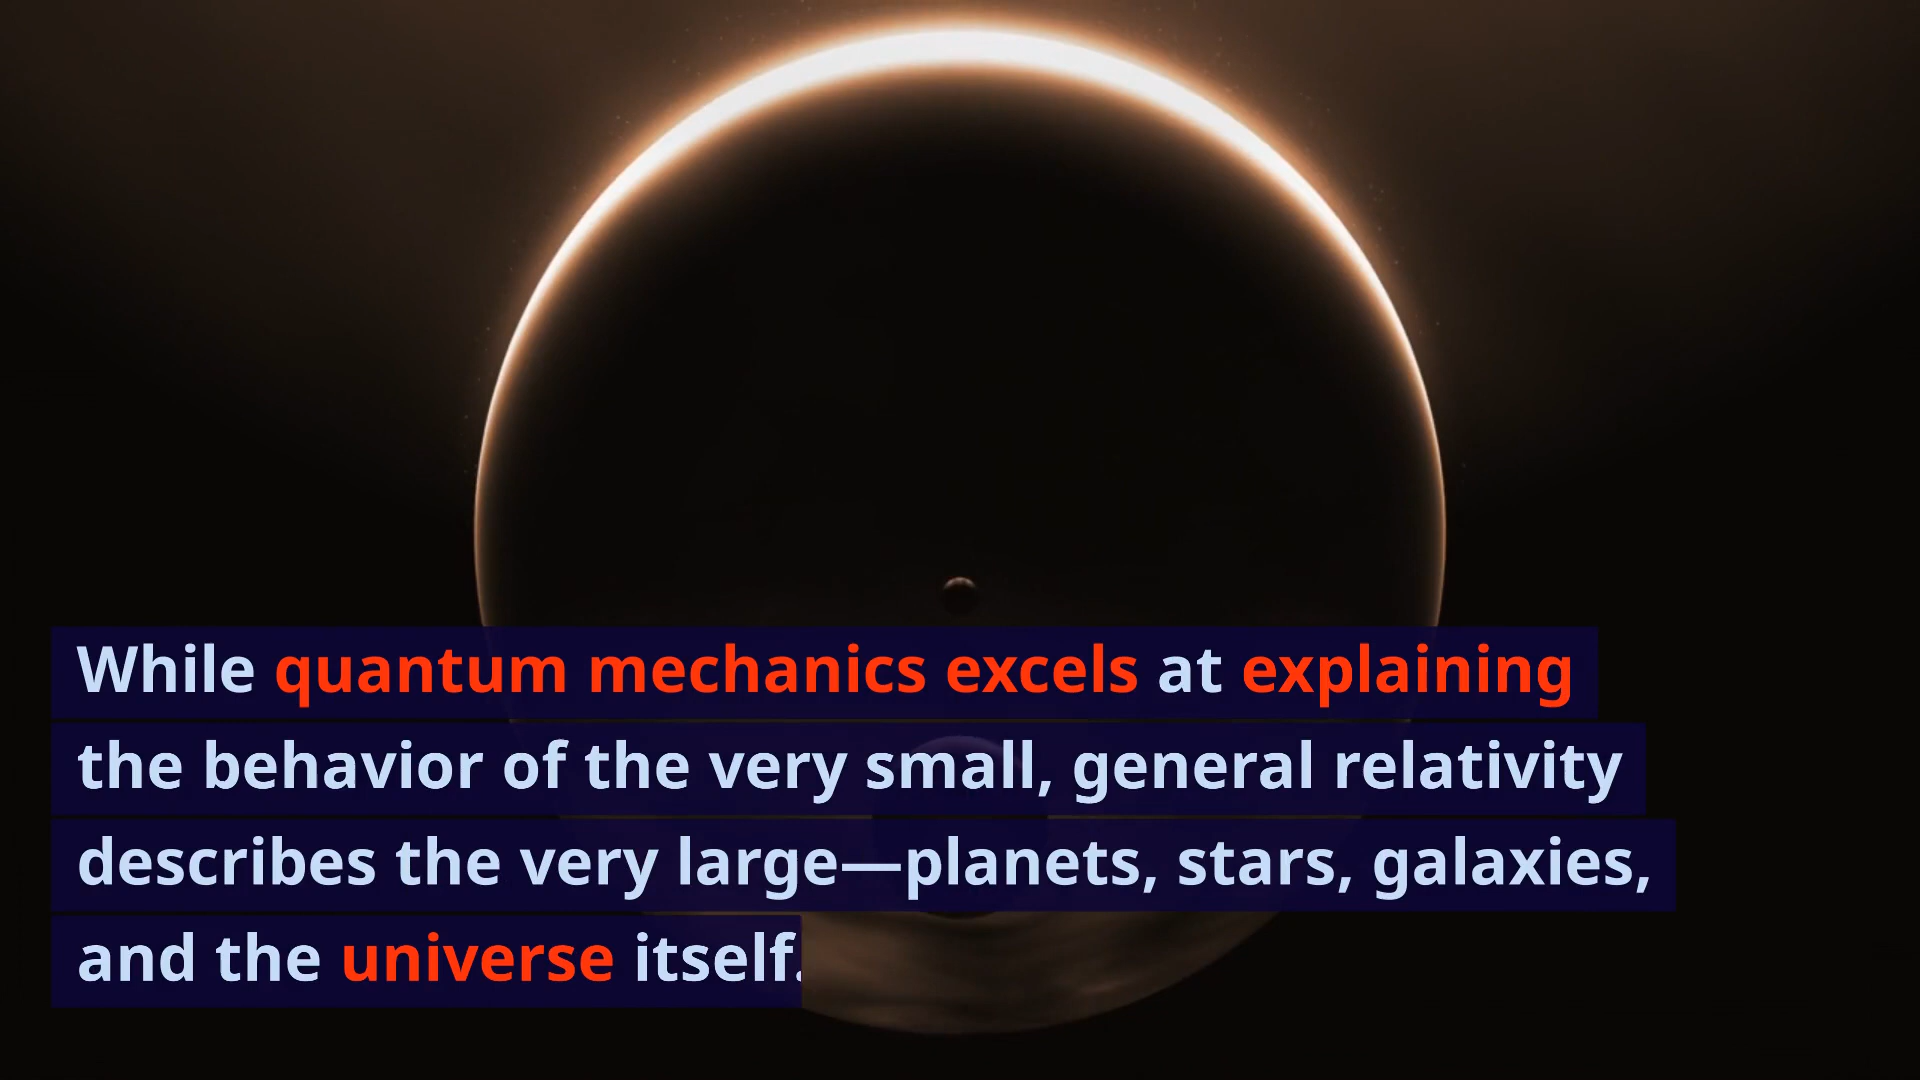 While quantum mechanics excels at explaining
the behavior of the very small, general relativity
describes the very large—planets, stars, galaxies,
and the universe itself.